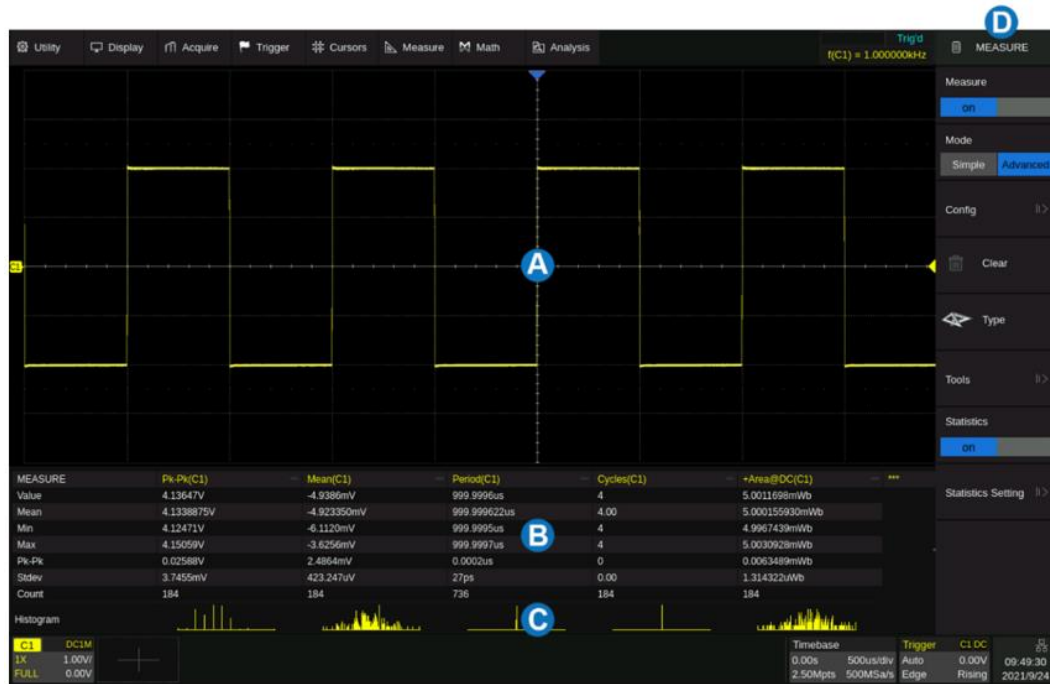 D
Utility Display Acquire Trigger Cursors Measure Math Analysis
Trig'd
f(C1) = 1.000000kHz
MEASURE
Measure
on
Mode
Simple Advanced
Config
Clear
Type
Tools
Statistics
on
Statistics Setting
A
C1
MEASURE Pk-Pk(C1) Mean(C1) Period(C1) Cycles(C1) +Area@DC(C1) ***
Value 4.13647V -4.9386mV 999.9996us 4 5.0011698mWb
Mean 4.1338875V -4.923350mV 999.999622us 4.00 5.000155930mWb
Min 4.12471V -6.1120mV 999.9995us 4 4.9967439mWb
Max 4.15059V -3.6256mV 999.9997us 4 5.0030928mWb
B
Pk-Pk 0.02588V 2.4864mV 0.0002us 0 0.0063489mWb
Stdev 3.7455mV 423.247uV 27ps 0.00 1.314322uWb
Count 184 184 736 184 184
Histogram
C
C1 DC1M
1X 1.00V/
FULL 0.00V
Timebase
0.00s 500us/div
2.50Mpts 500MSa/s
Trigger C1 DC
Auto 0.00V
Edge Rising
09:49:30
2021/9/24